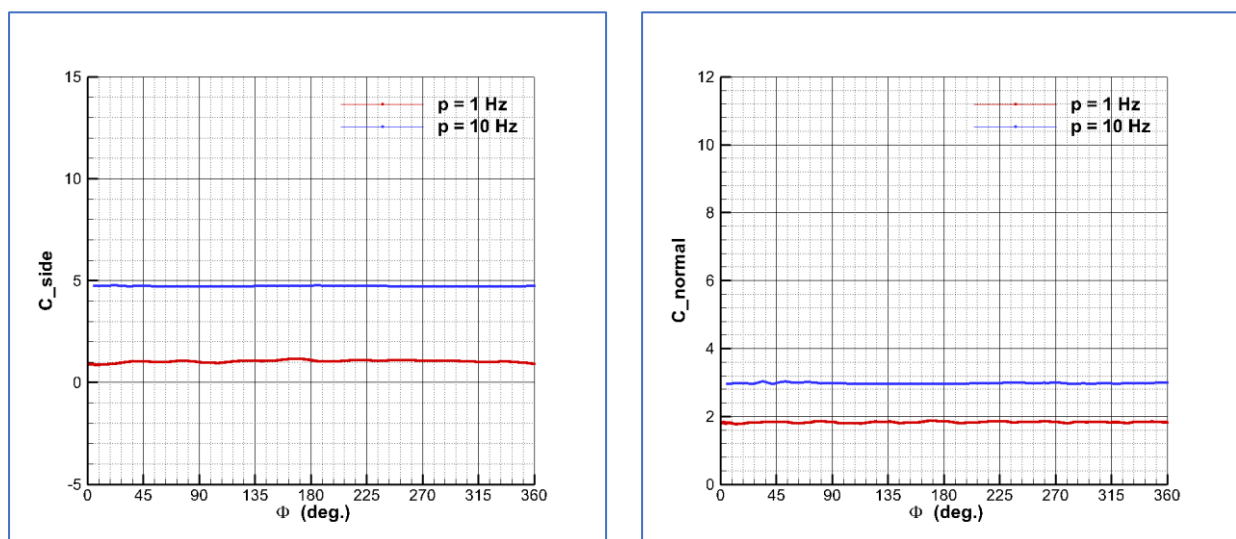 15
10
5
0
-5
C_side
p = 1 Hz
p = 10 Hz
0 45 90 135 180 225 270 315 360
Φ (deg.)
12
10
8
6
4
2
0
C_normal
p = 1 Hz
p = 10 Hz
0 45 90 135 180 225 270 315 360
Φ (deg.)